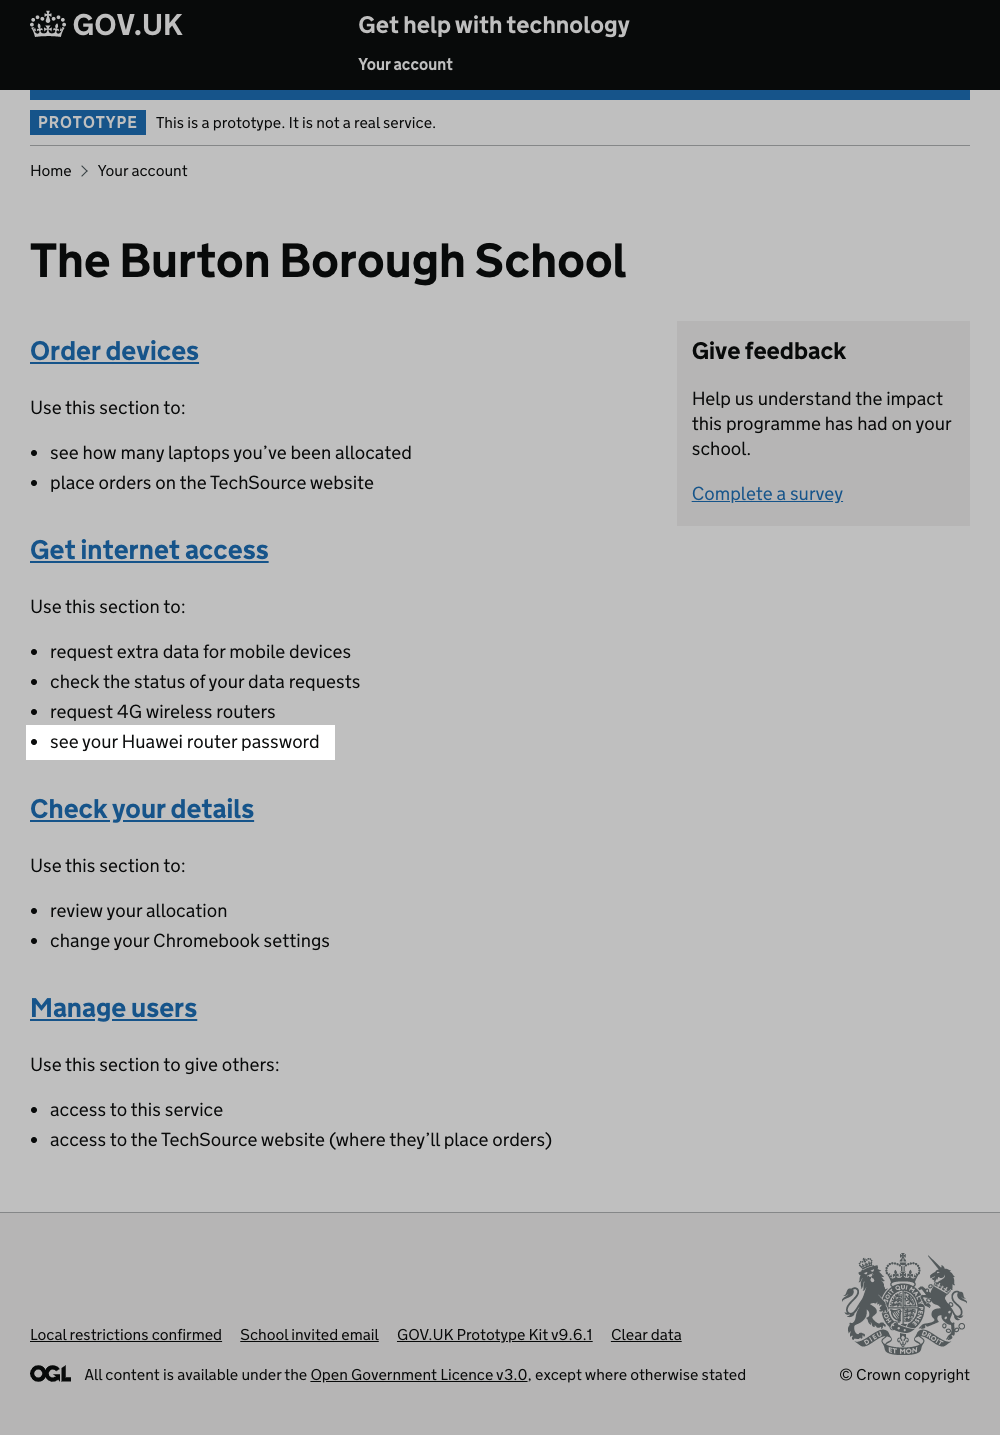 GOV.UK
Get help with technology
Your account
PROTOTYPE This is a prototype. It is not a real service.
Home > Your account
The Burton Borough School
Order devices
Use this section to:
• see how many laptops you’ve been allocated
• place orders on the TechSource website
Get internet access
Use this section to:
• request extra data for mobile devices
• check the status of your data requests
• request 4G wireless routers
• see your Huawei router password
Check your details
Use this section to:
• review your allocation
• change your Chromebook settings
Manage users
Use this section to give others:
• access to this service
• access to the TechSource website (where they’ll place orders)
Give feedback
Help us understand the impact
this programme has had on your
school.
Complete a survey
Local restrictions confirmed School invited email GOV.UK Prototype Kit v9.6.1 Clear data
OGL All content is available under the Open Government Licence v3.0, except where otherwise stated
DIEU ET MON DROIT
© Crown copyright